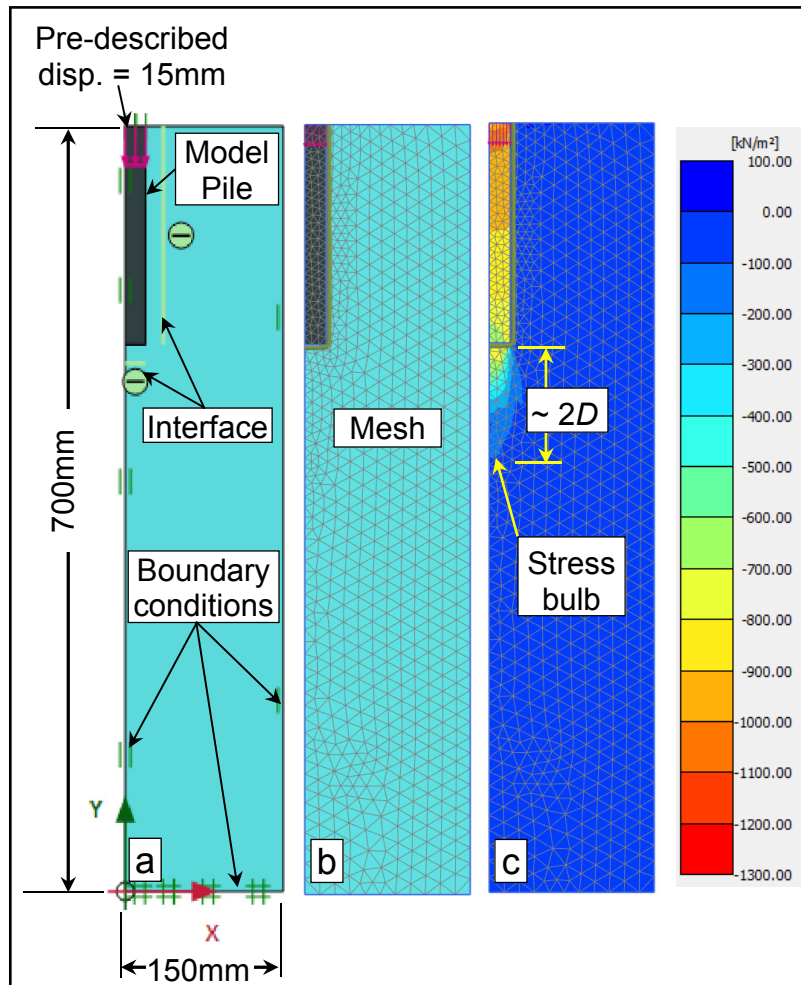 Pre-described
disp. = 15mm
Model
Pile
Interface
700mm
Boundary
conditions
Y
a
X
150mm
Mesh
b
~ 2D
Stress
bulb
c
[kN/m²]
100.00
0.00
-100.00
-200.00
-300.00
-400.00
-500.00
-600.00
-700.00
-800.00
-900.00
-1000.00
-1100.00
-1200.00
-1300.00